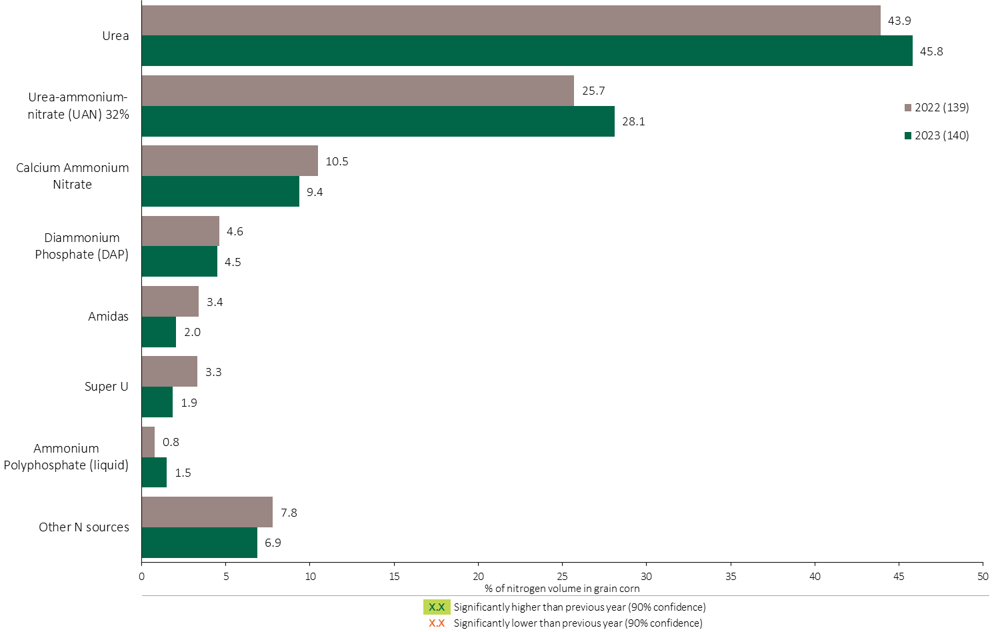 Urea
43.9
45.8
Urea-ammonium-
nitrate (UAN) 32%
25.7
28.1
2022 (139)
2023 (140)
Calcium Ammonium
Nitrate
10.5
9.4
Diammonium
Phosphate (DAP)
4.6
4.5
Amidas
3.4
2.0
Super U
3.3
1.9
Ammonium
Polyphosphate (liquid)
0.8
1.5
Other N sources
7.8
6.9
0 5 10 15 20 25 30 35 40 45 50
% of nitrogen volume in grain corn
X.X Significantly higher than previous year (90% confidence)
X.X Significantly lower than previous year (90% confidence)